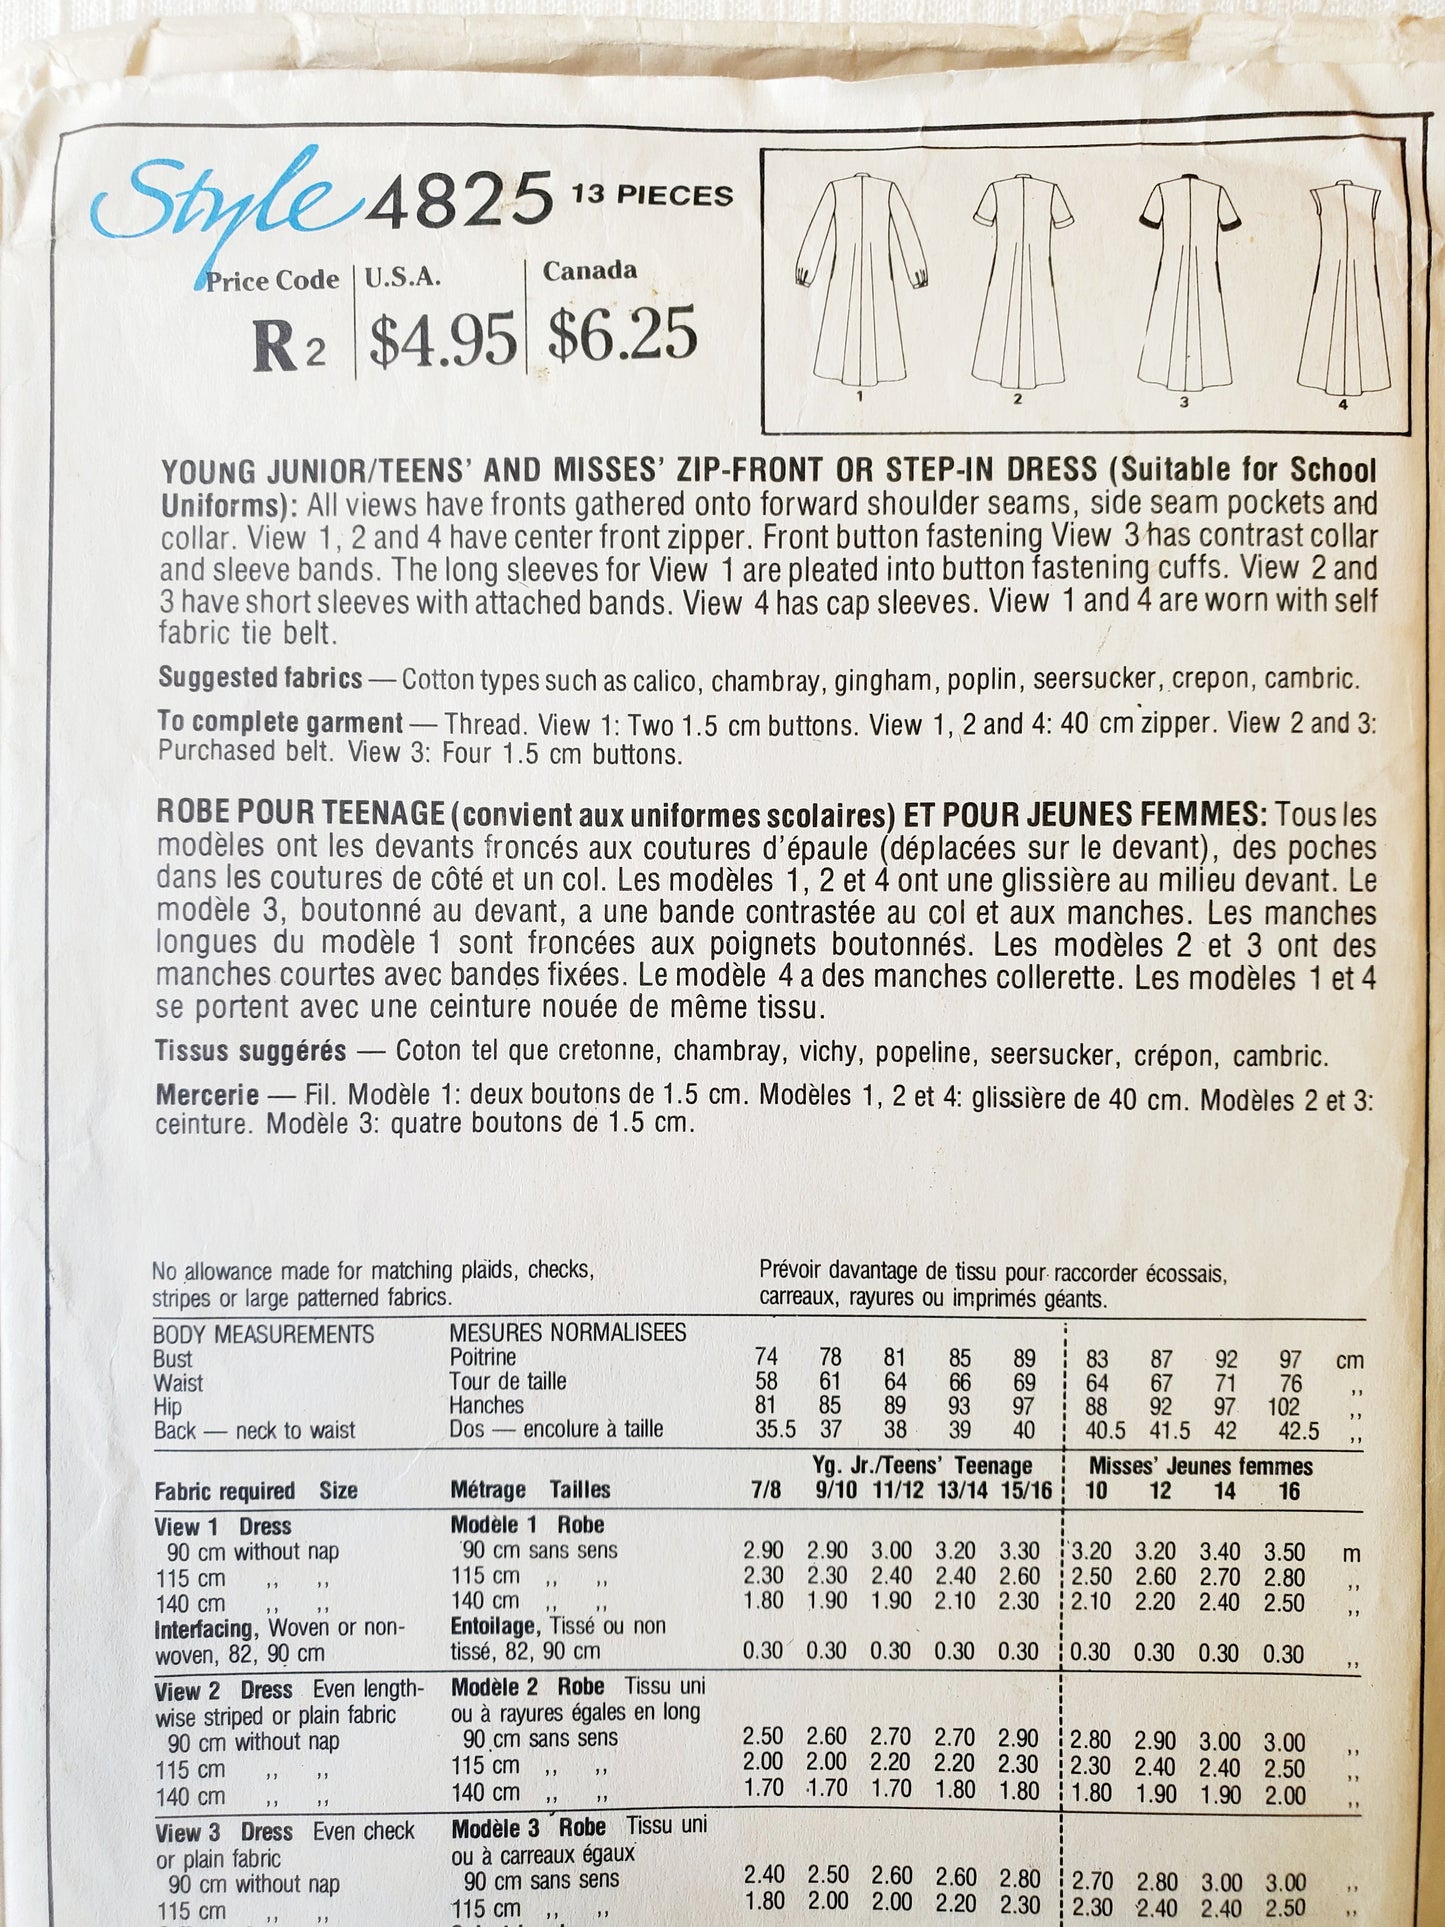 Style 4825 13 PIECES
Price Code U.S.A. Canada
R2 $4.95 $6.25
1 2 3 4
YOUNG JUNIOR/TEENS' AND MISSES' ZIP-FRONT OR STEP-IN DRESS (Suitable for School
Uniforms): All views have fronts gathered onto forward shoulder seams, side seam pockets and
collar. View 1, 2 and 4 have center front zipper. Front button fastening View 3 has contrast collar
and sleeve bands. The long sleeves for View 1 are pleated into button fastening cuffs. View 2 and
3 have short sleeves with attached bands. View 4 has cap sleeves. View 1 and 4 are worn with self
fabric tie belt.
Suggested fabrics — Cotton types such as calico, chambray, gingham, poplin, seersucker, crepon, cambric.
To complete garment — Thread. View 1: Two 1.5 cm buttons. View 1, 2 and 4: 40 cm zipper. View 2 and 3:
Purchased belt. View 3: Four 1.5 cm buttons.
ROBE POUR TEENAGE (convient aux uniformes scolaires) ET POUR JEUNES FEMMES: Tous les
modèles ont les devants froncés aux coutures d'épaule (déplacées sur le devant), des poches
dans les coutures de côté et un col. Les modèles 1, 2 et 4 ont une glissière au milieu devant. Le
modèle 3, boutonné au devant, a une bande contrastée au col et aux manches. Les manches
longues du modèle 1 sont froncées aux poignets boutonnés. Les modèles 2 et 3 ont des
manches courtes avec bandes fixées. Le modèle 4 a des manches collerette. Les modèles 1 et 4
se portent avec une ceinture nouée de même tissu.
Tissus suggérés — Coton tel que cretonne, chambray, vichy, popeline, seersucker, crépon, cambric.
Mercerie — Fil. Modèle 1: deux boutons de 1.5 cm. Modèles 1, 2 et 4: glissière de 40 cm. Modèles 2 et 3:
ceinture. Modèle 3: quatre boutons de 1.5 cm.
No allowance made for matching plaids, checks, Prévoir davantage de tissu pour raccorder écossais,
stripes or large patterned fabrics. carreaux, rayures ou imprimés géants.
BODY MEASUREMENTS MESURES NORMALISEES
Bust Poitrine 74 78 81 85 89 83 87 92 97 cm
Waist Tour de taille 58 61 64 66 69 64 67 71 76 ,,
Hip Hanches 81 85 89 93 97 88 92 97 102 ,,
Back — neck to waist Dos — encolure à taille 35.5 37 38 39 40 40.5 41.5 42 42.5 ,,
Yg. Jr./Teens' Teenage Misses' Jeunes femmes
Fabric required Size Métrage Tailles 7/8 9/10 11/12 13/14 15/16 10 12 14 16
View 1 Dress Modèle 1 Robe
90 cm without nap 90 cm sans sens 2.90 2.90 3.00 3.20 3.30 3.20 3.20 3.40 3.50 m
115 cm ,, ,, 115 cm ,, ,, 2.30 2.30 2.40 2.40 2.60 2.50 2.60 2.70 2.80 ,,
140 cm ,, ,, 140 cm ,, ,, 1.80 1.90 1.90 2.10 2.30 2.10 2.20 2.40 2.50 ,,
Interfacing, Woven or non- Entoilage, Tissé ou non
woven, 82, 90 cm tissé, 82, 90 cm 0.30 0.30 0.30 0.30 0.30 0.30 0.30 0.30 0.30 ,,
View 2 Dress Even length- Modèle 2 Robe Tissu uni
wise striped or plain fabric ou à rayures égales en long
90 cm without nap 90 cm sans sens 2.50 2.60 2.70 2.70 2.90 2.80 2.90 3.00 3.00 ,,
115 cm ,, ,, 115 cm ,, ,, 2.00 2.00 2.20 2.20 2.30 2.30 2.40 2.40 2.50 ,,
140 cm ,, ,, 140 cm ,, ,, 1.70 1.70 1.70 1.80 1.80 1.80 1.90 1.90 2.00 ,,
View 3 Dress Even check Modèle 3 Robe Tissu uni
or plain fabric ou à carreaux égaux
90 cm without nap 90 cm sans sens 2.40 2.50 2.60 2.60 2.80 2.70 2.80 3.00 3.00 ,,
115 cm ,, ,, 115 cm ,, ,, 1.80 2.00 2.00 2.20 2.30 2.30 2.40 2.40 2.50 ,,